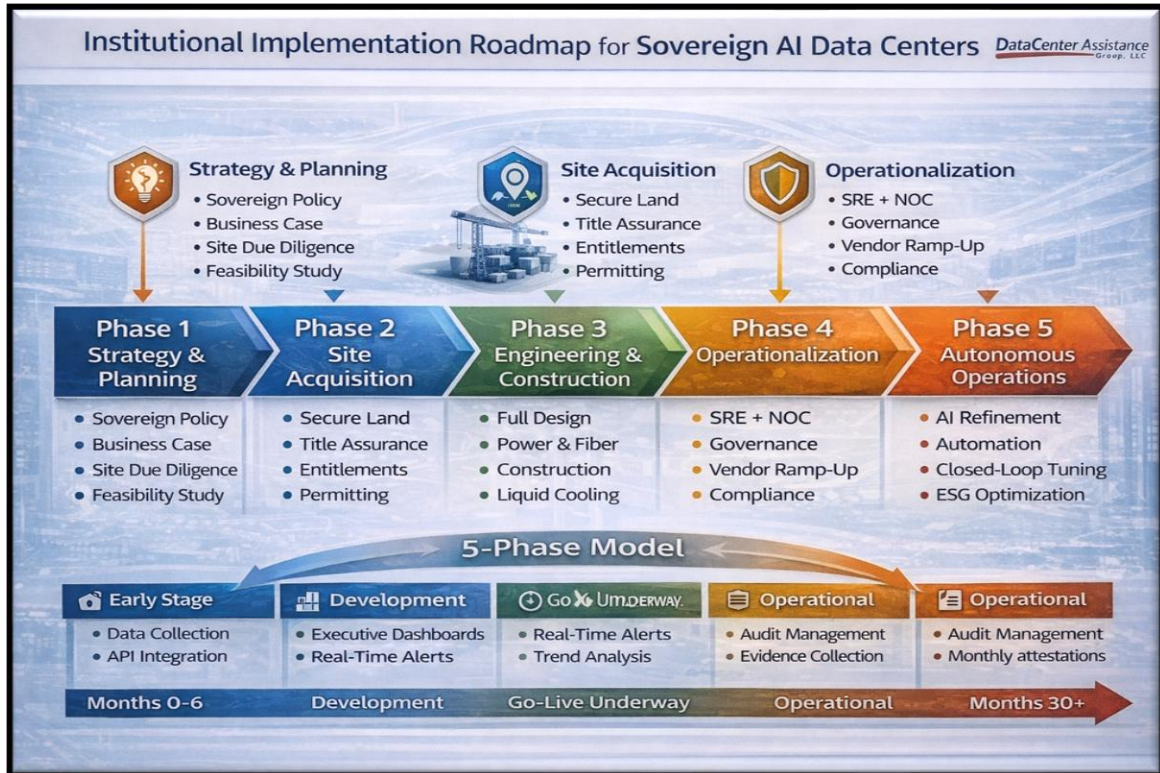 Institutional Implementation Roadmap for Sovereign AI Data Centers
DataCenter Assistance
Group, LLC
Strategy & Planning
• Sovereign Policy
• Business Case
• Site Due Diligence
• Feasibility Study
Site Acquisition
• Secure Land
• Title Assurance
• Entitlements
• Permitting
Operationalization
• SRE + NOC
• Governance
• Vendor Ramp-Up
• Compliance
Phase 1
Strategy &
Planning
Phase 2
Site
Acquisition
Phase 3
Engineering &
Construction
Phase 4
Operationalization
Phase 5
Autonomous
Operations
• Sovereign Policy
• Business Case
• Site Due Diligence
• Feasibility Study
• Secure Land
• Title Assurance
• Entitlements
• Permitting
• Full Design
• Power & Fiber
• Construction
• Liquid Cooling
• SRE + NOC
• Governance
• Vendor Ramp-Up
• Compliance
• AI Refinement
• Automation
• Closed-Loop Tuning
• ESG Optimization
5-Phase Model
Early Stage
• Data Collection
• API Integration
Development
• Executive Dashboards
• Real-Time Alerts
Go
• Real-Time Alerts
• Trend Analysis
Operational
• Audit Management
• Evidence Collection
Operational
• Audit Management
• Monthly attestations
Months 0-6
Development
Go-Live Underway
Operational
Months 30+